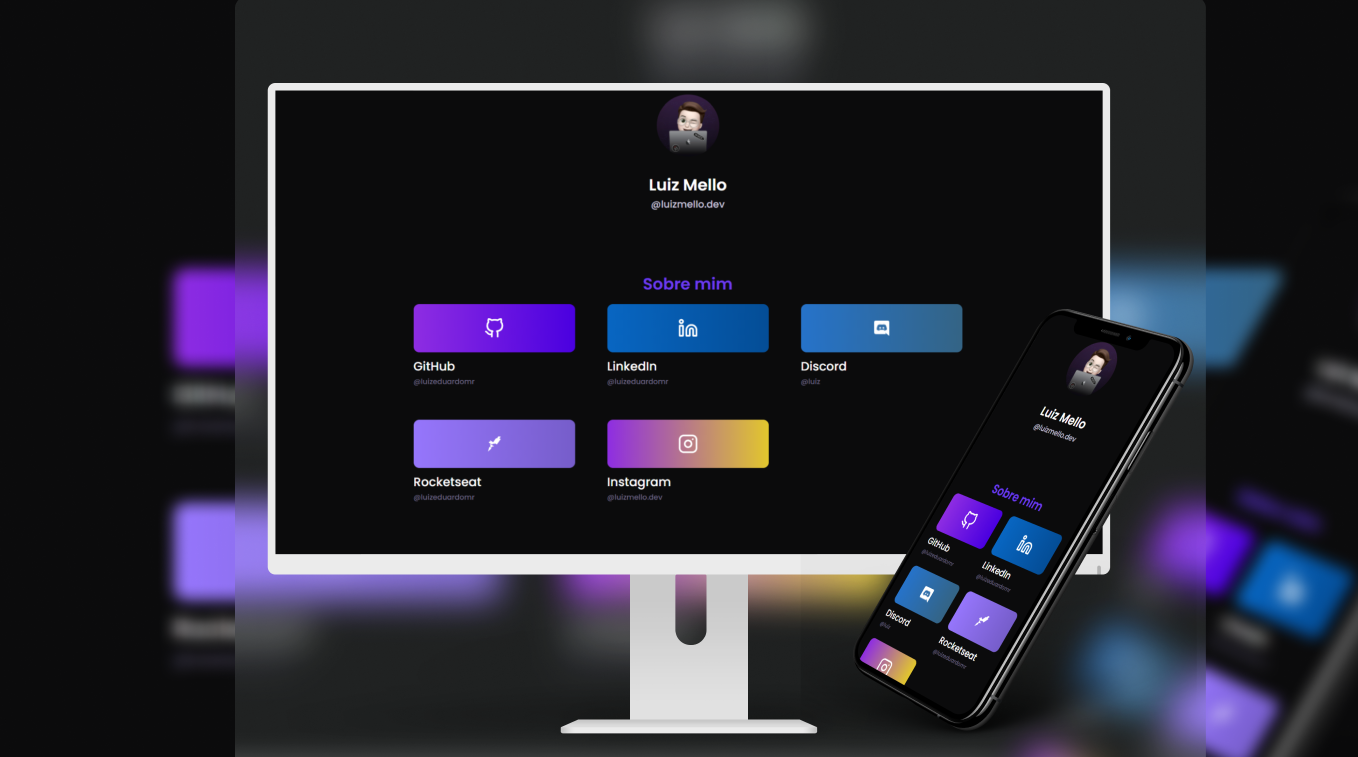 Luiz Mello
@luizmello.dev
Sobre mim
GitHub
@luizeduardomr
LinkedIn
@luizeduardomr
Discord
@luiz
Rocketseat
@luizeduardomr
Instagram
@luizmello.dev
Luiz Mello
@luizmello.dev
Sobre mim
GitHub
@luizeduardomr
LinkedIn
@luizeduardomr
Discord
@luiz
Rocketseat
@luizeduardomr